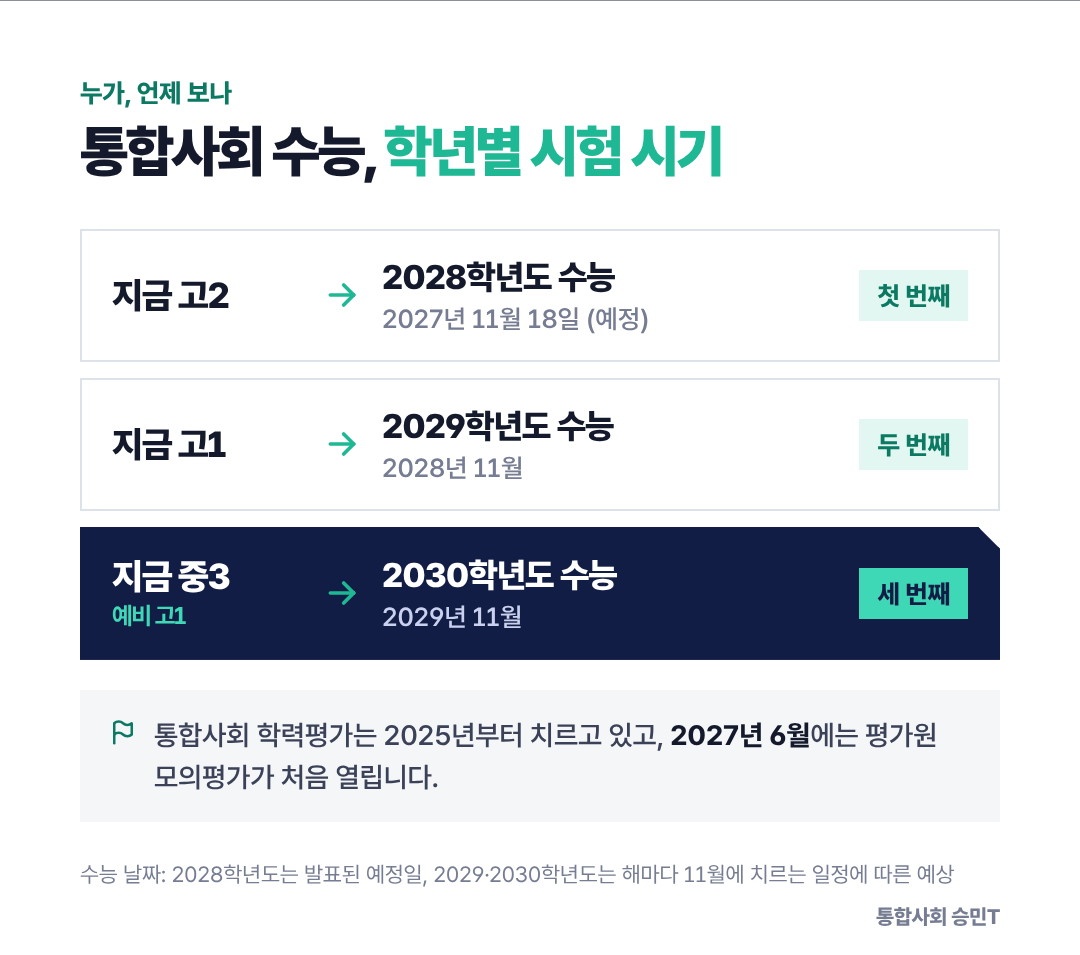 누가, 언제 보나
통합사회 수능, 학년별 시험 시기
지금 고2
→
2028학년도 수능
2027년 11월 18일 (예정)
첫 번째
지금 고1
→
2029학년도 수능
2028년 11월
두 번째
지금 중3
예비 고1
→
2030학년도 수능
2029년 11월
세 번째
통합사회 학력평가는 2025년부터 치르고 있고, 2027년 6월에는 평가원
모의평가가 처음 열립니다.
수능 날짜: 2028학년도는 발표된 예정일, 2029·2030학년도는 해마다 11월에 치르는 일정에 따른 예상
통합사회 승민T